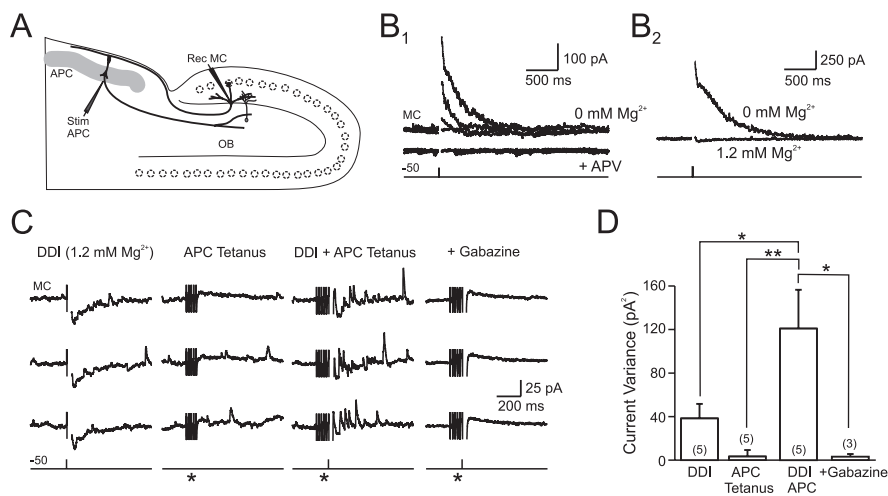 A
Rec MC
APC
Stim
APC
OB
B1
100 pA
500 ms
MC
0 mM Mg²⁺
-50
+ APV
B2
250 pA
500 ms
0 mM Mg²⁺
1.2 mM Mg²⁺
C
DDI (1.2 mM Mg²⁺)
APC Tetanus
DDI + APC Tetanus
+ Gabazine
MC
25 pA
200 ms
-50
* * *
D
* ** *
Current Variance (pA²)
160
120
80
40
0
(5) (5) (5) (3)
DDI
APC
Tetanus
DDI
APC
+Gabazine